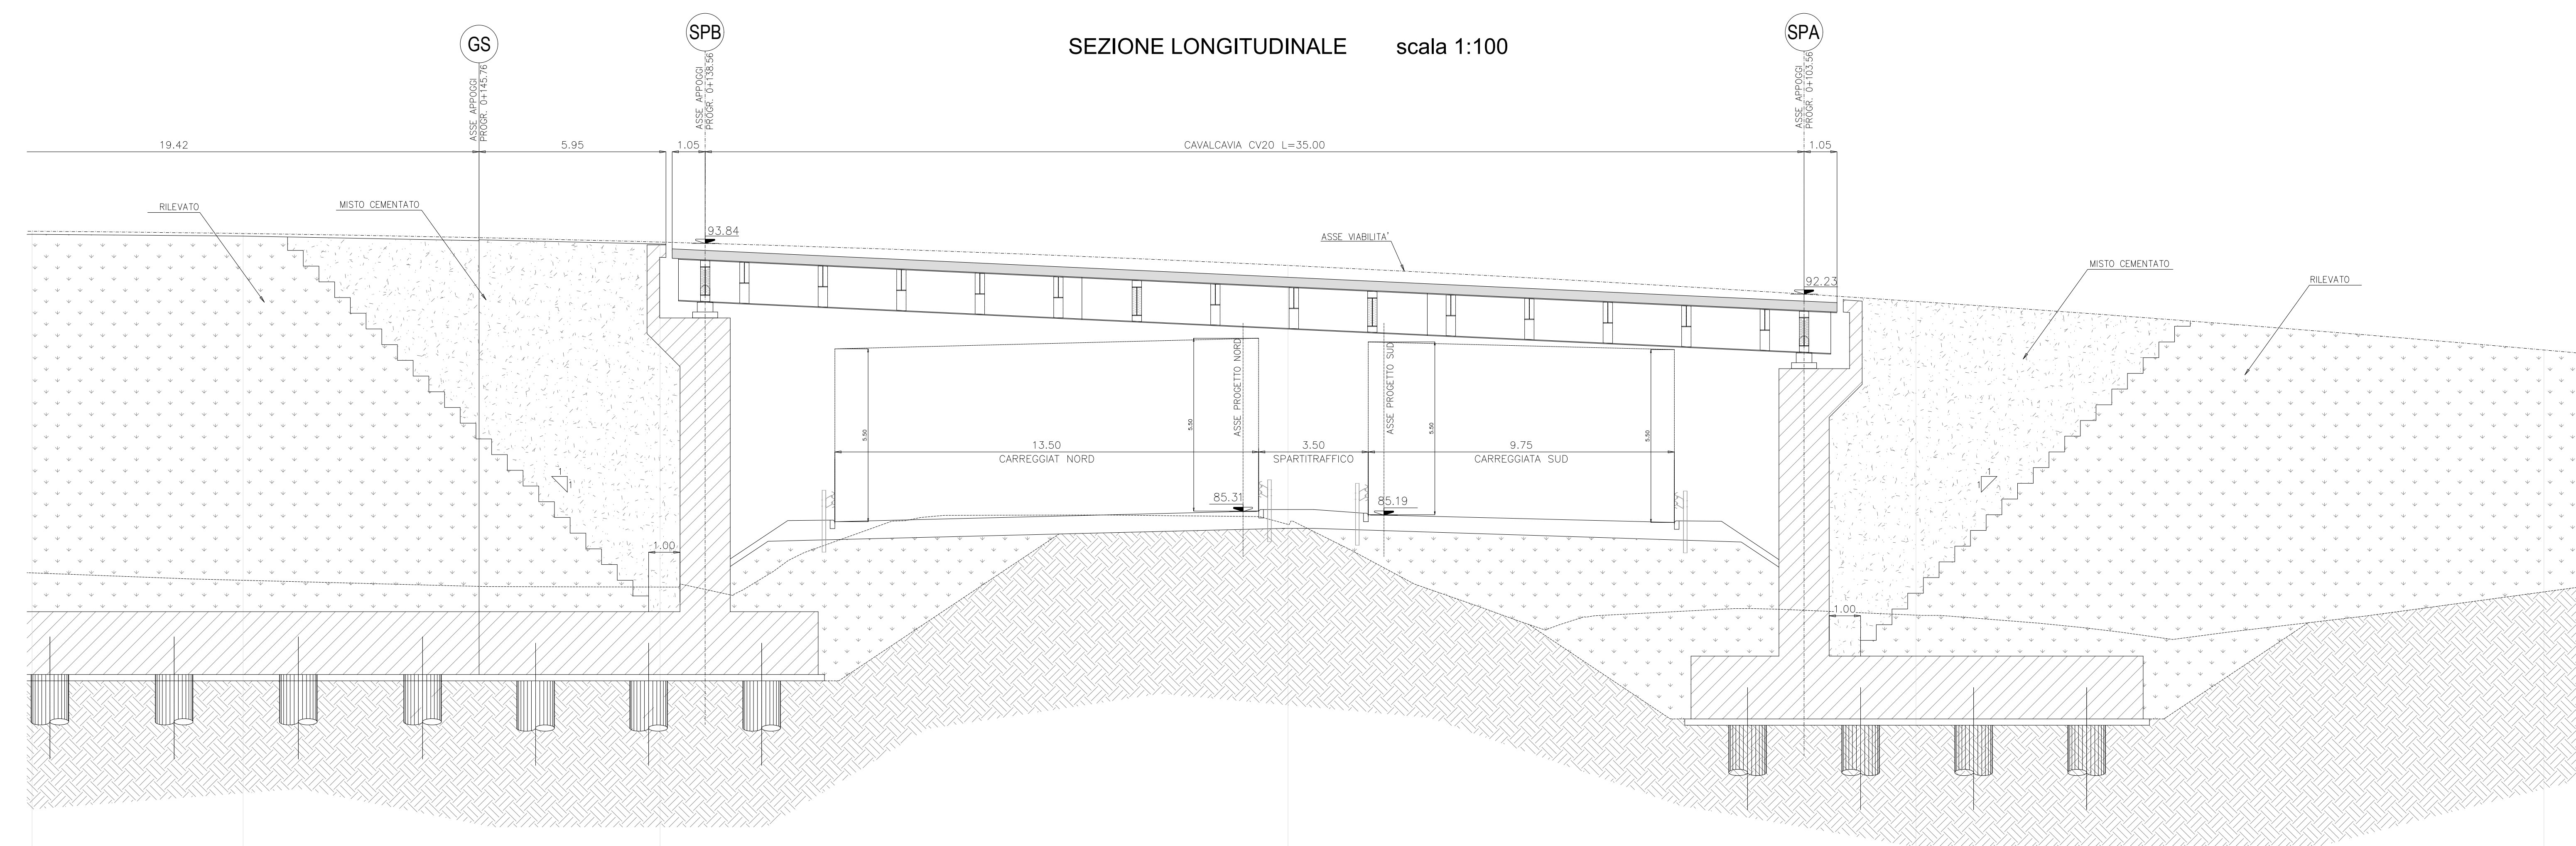 GS
SPB
SEZIONE LONGITUDINALE scala 1:100
SPA
ASSE APPOGGI
PROGR. 0+145.76
ASSE APPOGGI
PROGR. 0+138.56
ASSE APPOGGI
PROGR. 0+103.56
19.42
5.95
1.05
CAVALCAVIA CV20 L=35.00
1.05
RILEVATO
MISTO CEMENTATO
93.84
ASSE VIABILITA'
92.23
MISTO CEMENTATO
RILEVATO
ASSE PROGETTO NORD
ASSE PROGETTO SUD
5.50
5.50
5.50
5.50
13.50
CARREGGIAT NORD
3.50
SPARTITRAFFICO
9.75
CARREGGIATA SUD
1
1
1
1
85.31
85.19
1.00
1.00